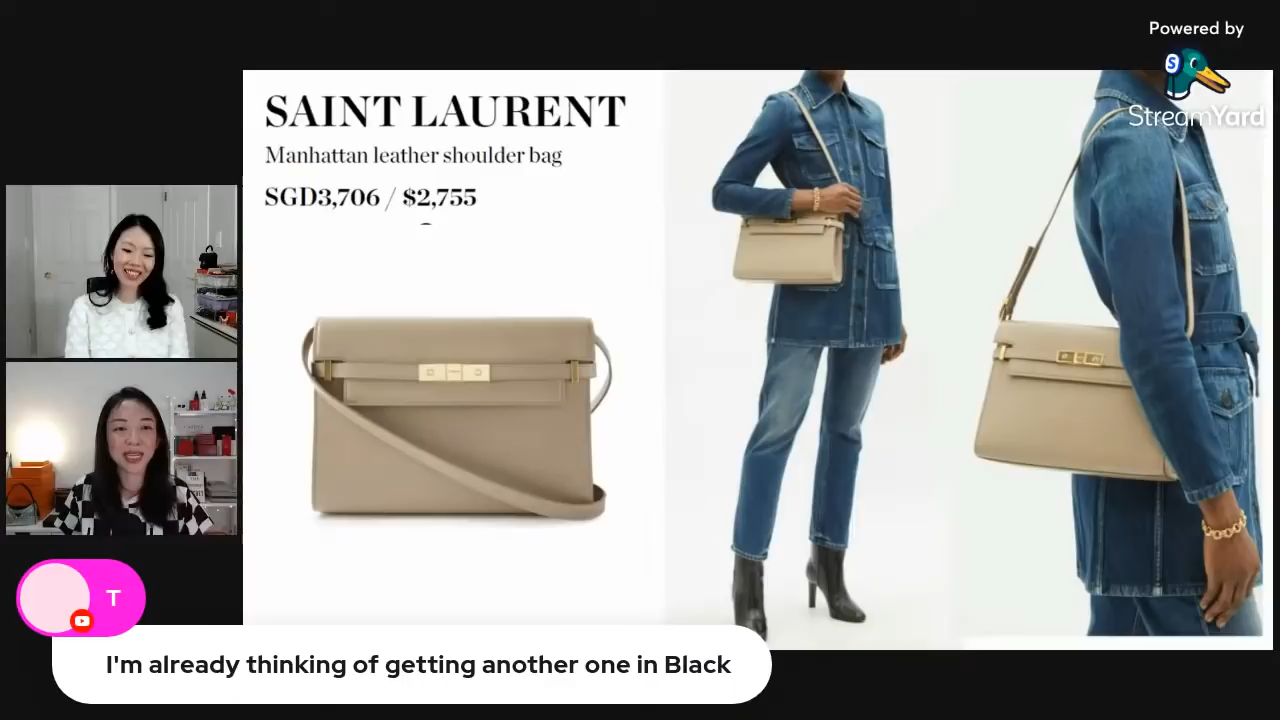 Powered by
S
StreamYard
SAINT LAURENT
Manhattan leather shoulder bag
SGD3,706 / $2,755
T
I'm already thinking of getting another one in Black